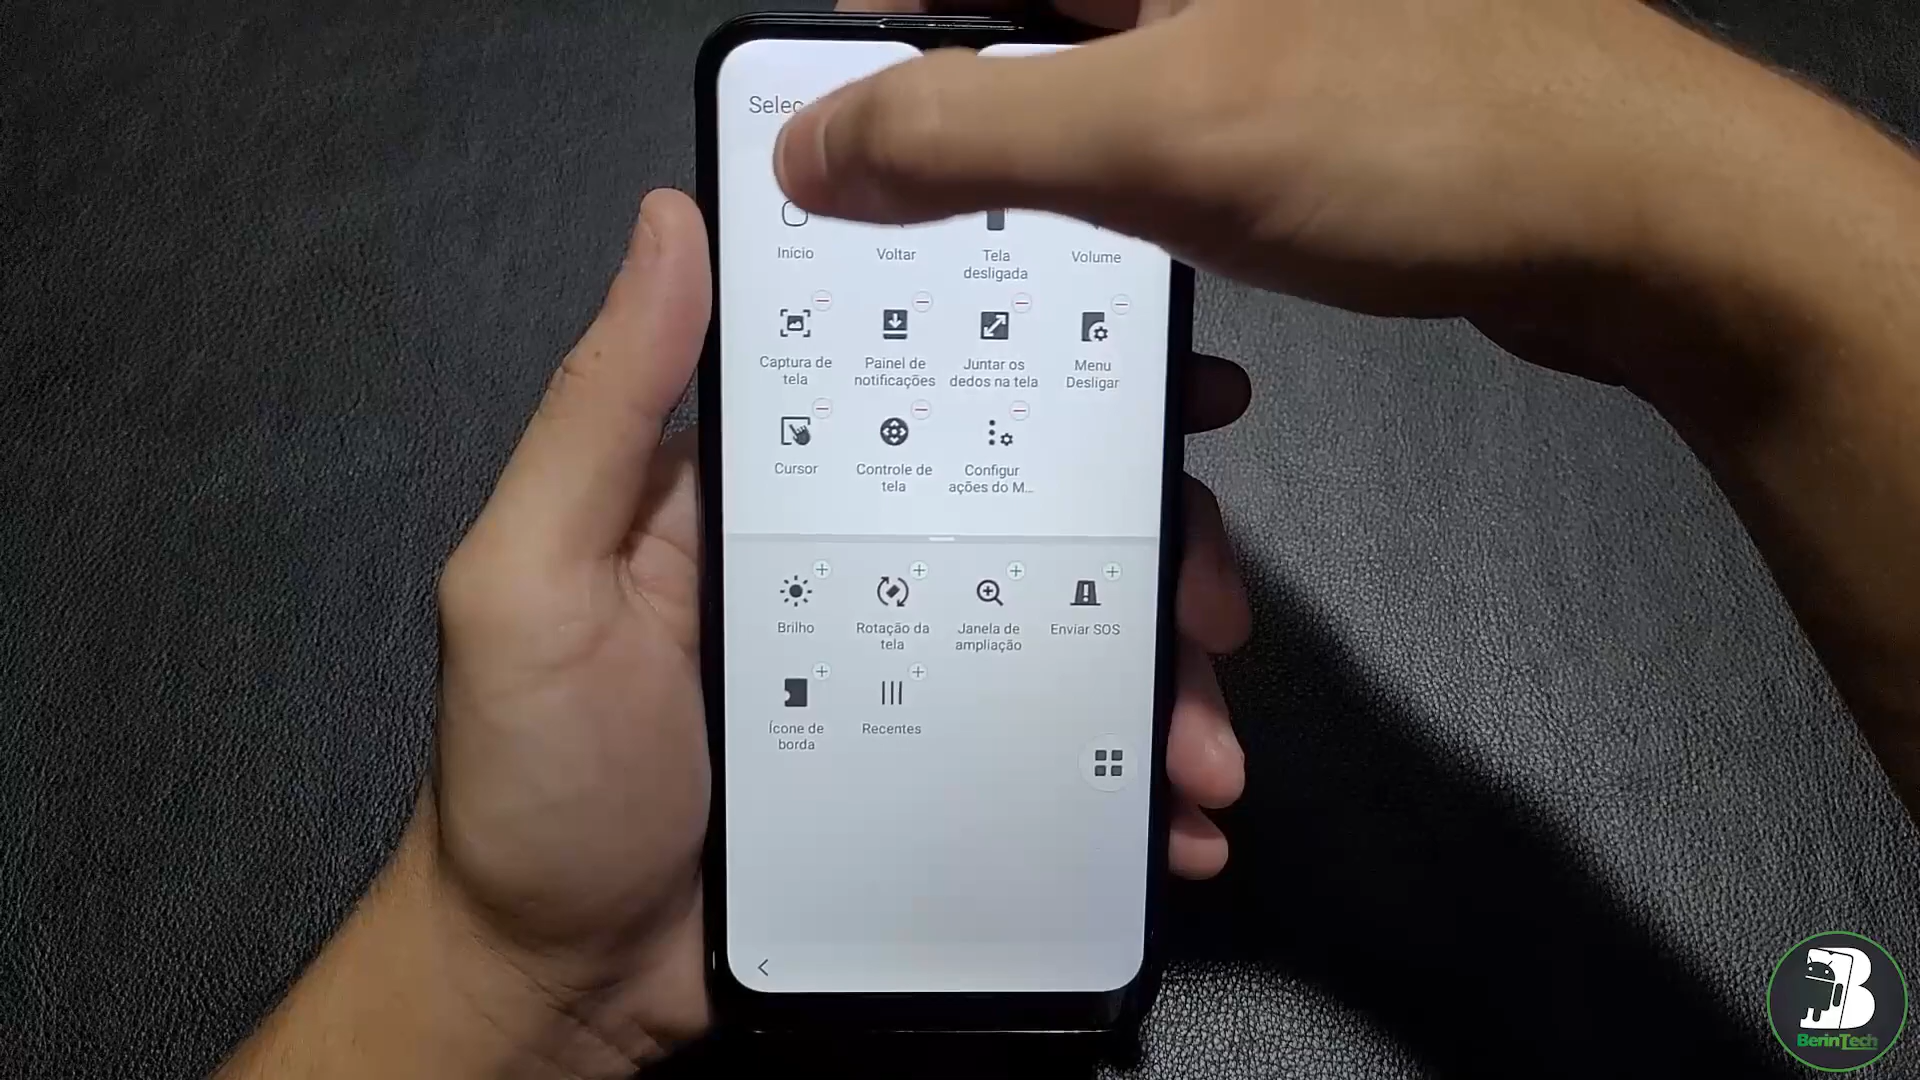 Início
Voltar
Tela
desligada
Volume
Captura de
tela
Painel de
notificações
Juntar os
dedos na tela
Menu
Desligar
Cursor
Controle de
tela
Configur
ações do M...
Brilho
Rotação da
tela
Janela de
ampliação
Enviar SOS
Ícone de
borda
Recentes
B
BerinTech